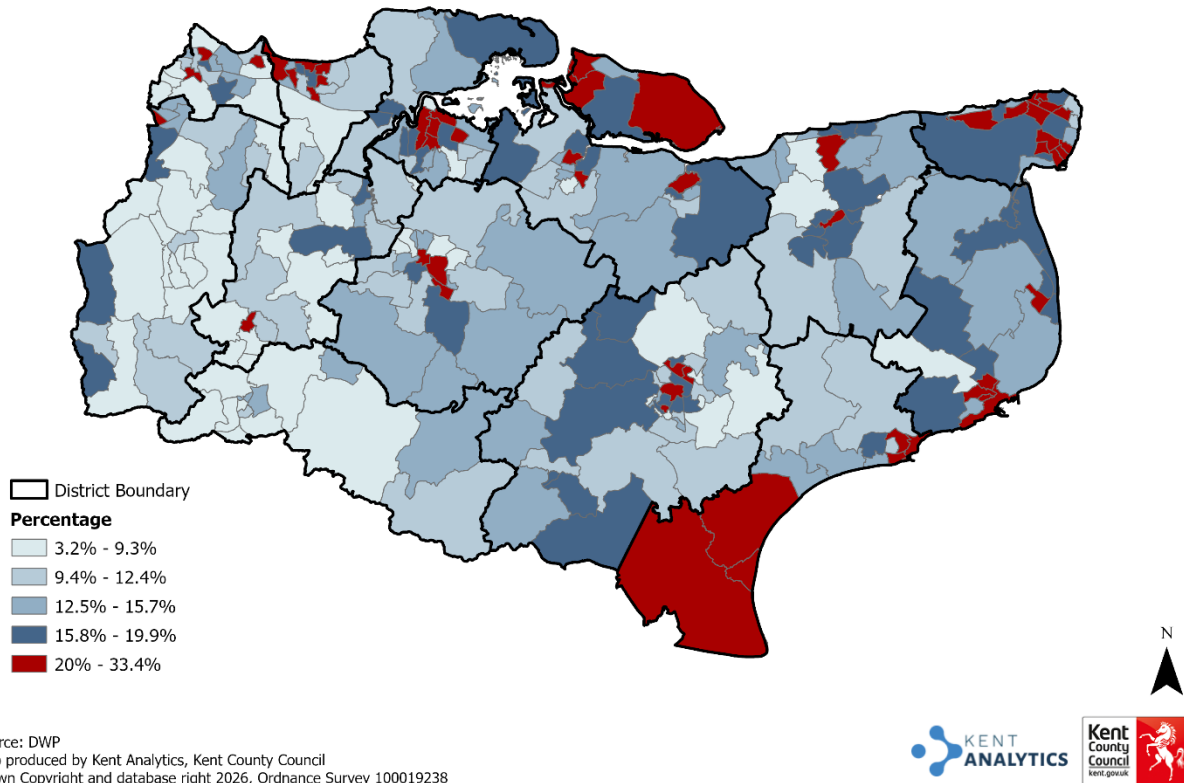 District Boundary
Percentage
3.2% - 9.3%
9.4% - 12.4%
12.5% - 15.7%
15.8% - 19.9%
20% - 33.4%
N
rce: DWP
produced by Kent Analytics, Kent County Council
wn Copyright and database right 2026, Ordnance Survey 100019238
KENT
ANALYTICS
Kent
County
Council
kent.gov.uk